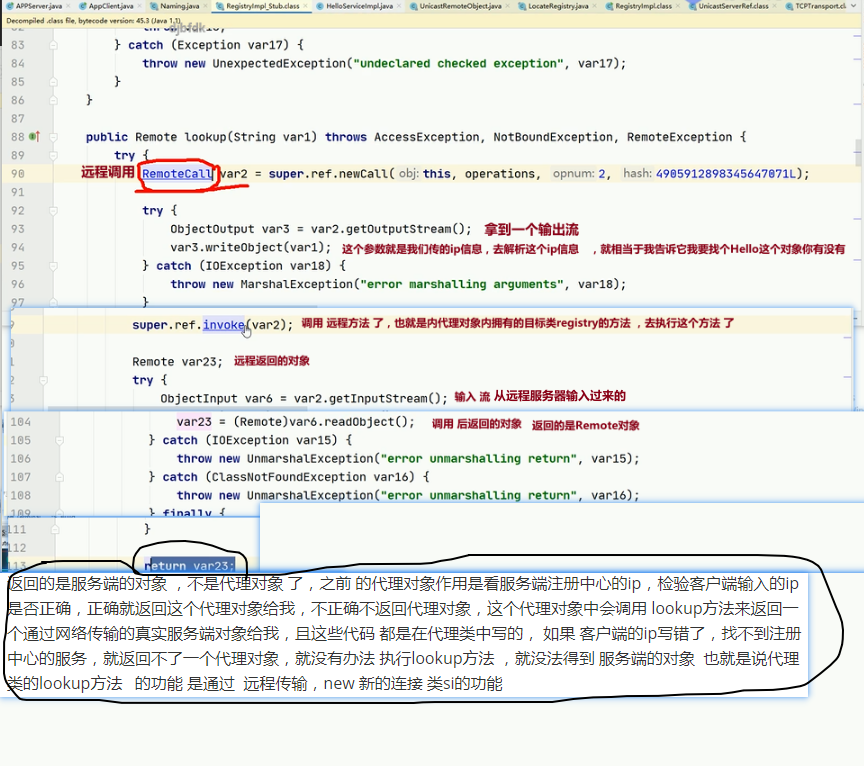 APPServer.java AppClient.java Naming.java RegistryImpl_Stub.class HelloServiceImpl.java UnicastRemoteObject.java LocateRegistry.java RegistryImpl.class UnicastServerRef.class TCPTransport.cl
Decompiled .class file, bytecode version: 45.3 (Java 1.1)
djbfdk
83 } catch (Exception var17) {
84 throw new UnexpectedException("undeclared checked exception", var17);
85 }
86 }
87
88 public Remote lookup(String var1) throws AccessException, NotBoundException, RemoteException {
89 try {
90 远程调用 RemoteCall var2 = super.ref.newCall( obj: this, operations, opnum: 2, hash: 4905912898345647071L);
91
92 try {
93 ObjectOutput var3 = var2.getOutputStream(); 拿到一个输出流
94 var3.writeObject(var1); 这个参数就是我们传的ip信息，去解析这个ip信息 ，就相当于我告诉它我要找个Hello这个对象你有没有
95 } catch (IOException var18) {
96 throw new MarshalException("error marshalling arguments", var18);
97 }
super.ref.invoke(var2); 调用 远程方法 了，也就是内代理对象内拥有的目标类registry的方法 ，去执行这个方法 了
Remote var23; 远程返回的对象
try {
ObjectInput var6 = var2.getInputStream(); 输入 流 从远程服务器输入过来的
104 var23 = (Remote)var6.readObject(); 调用 后返回的对象 返回的是Remote对象
105 } catch (IOException var15) {
106 throw new UnmarshalException("error unmarshalling return", var15);
107 } catch (ClassNotFoundException var16) {
108 throw new UnmarshalException("error unmarshalling return", var16);
109 } finally {
111 }
112
113 return var23;
返回的是服务端的对象 ，不是代理对象 了，之前 的代理对象作用是看服务端注册中心的ip，检验客户端输入的ip
是否正确，正确就返回这个代理对象给我，不正确不返回代理对象，这个代理对象中会调用 lookup方法来返回一
个通过网络传输的真实服务端对象给我，且这些代码 都是在代理类中写的， 如果 客户端的ip写错了，找不到注册
中心的服务，就返回不了一个代理对象，就没有办法 执行lookup方法 ，就没法得到 服务端的对象 也就是说代理
类的lookup方法 的功能 是通过 远程传输，new 新的连接 类si的功能